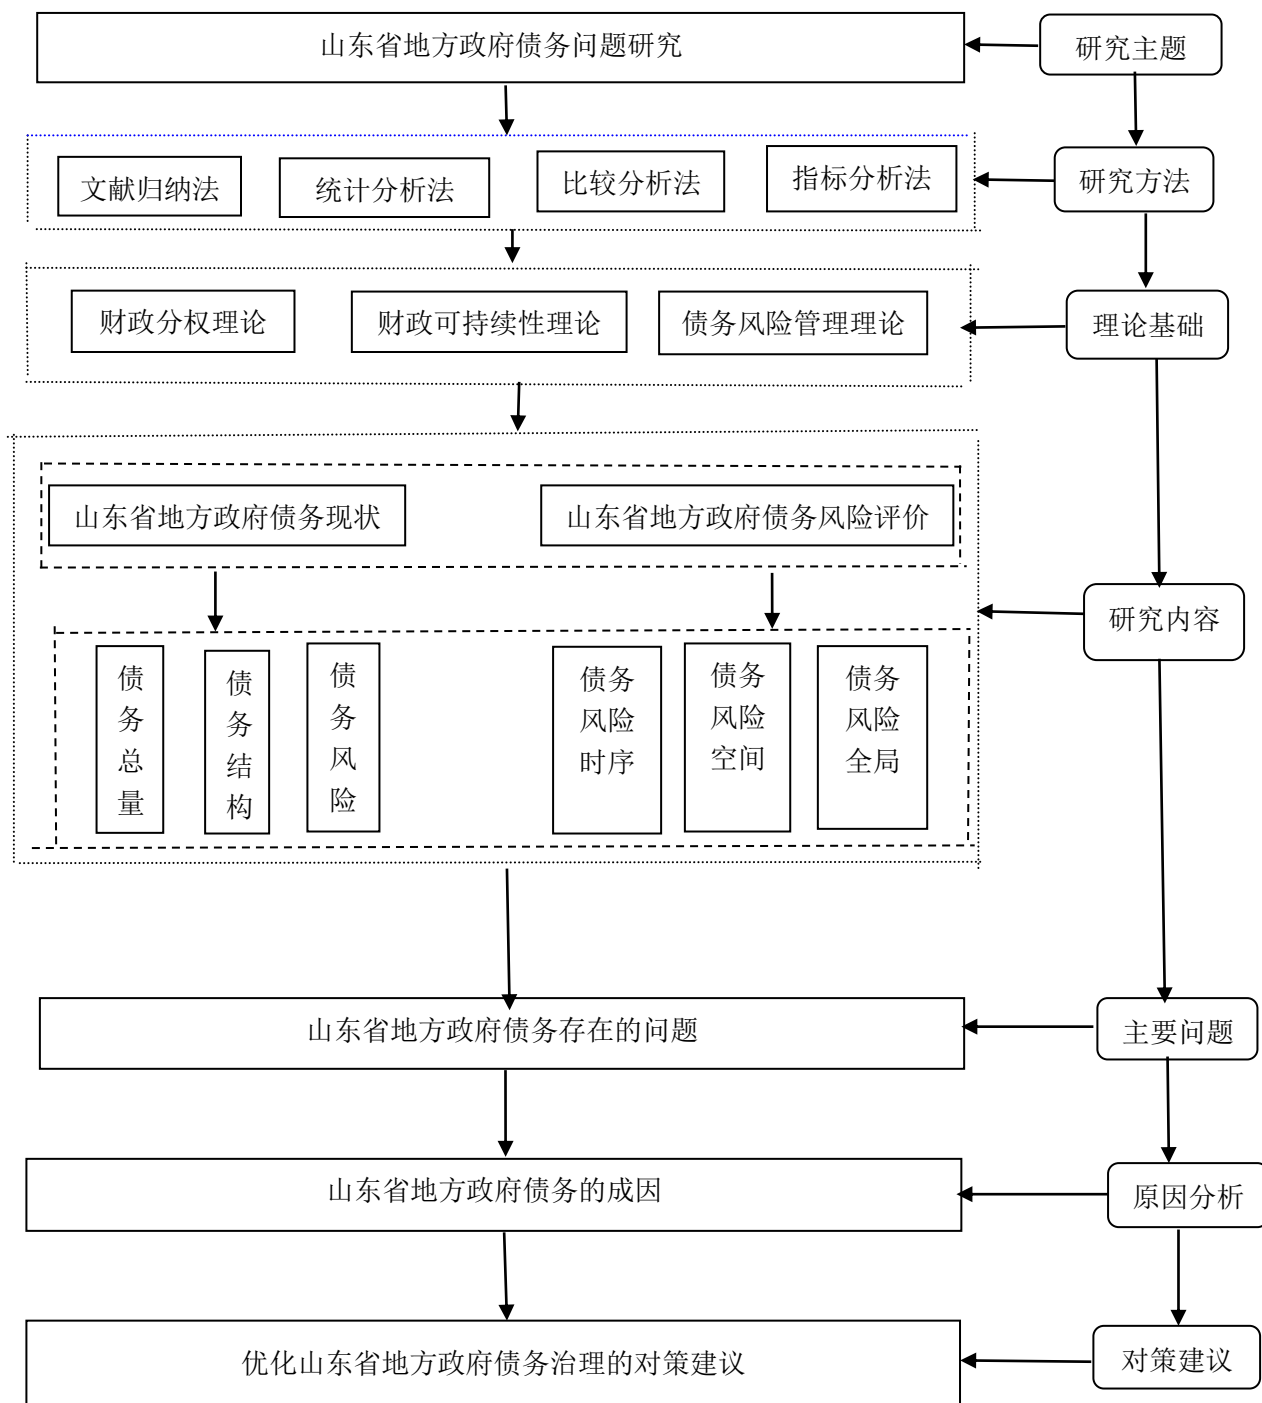 山东省地方政府债务问题研究
研究主题
文献归纳法
统计分析法
比较分析法
指标分析法
研究方法
财政分权理论
财政可持续性理论
债务风险管理理论
理论基础
山东省地方政府债务现状
山东省地方政府债务风险评价
债务总量
债务结构
债务风险
债务
风险
时序
债务
风险
空间
债务
风险
全局
研究内容
山东省地方政府债务存在的问题
主要问题
山东省地方政府债务的成因
原因分析
优化山东省地方政府债务治理的对策建议
对策建议